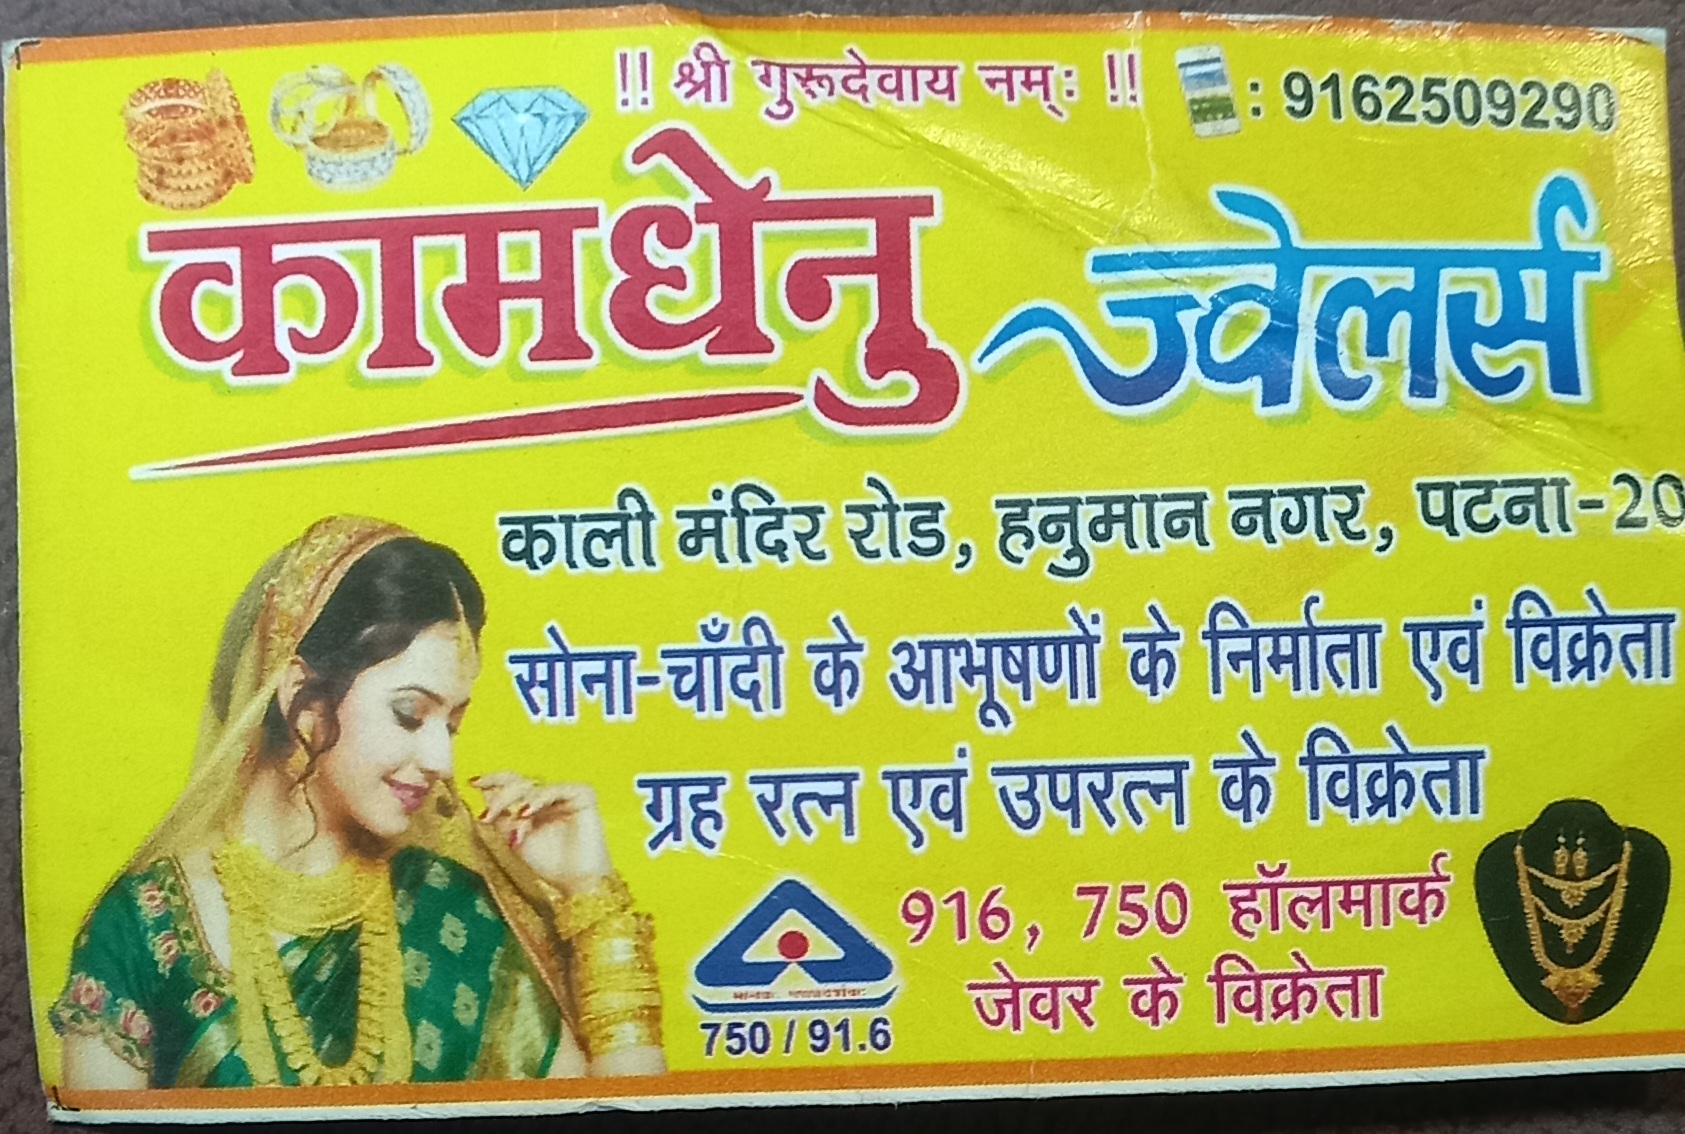 !! श्री गुरूदेवाय नम्ः !!
: 9162509290
कामधेनु ज्वेलर्स
काली मंदिर रोड, हनुमान नगर, पटना-20
सोना-चाँदी के आभूषणों के निर्माता एवं विक्रेता
ग्रह रत्न एवं उपरत्न के विक्रेता
916, 750 हॉलमार्क
जेवर के विक्रेता
750 / 91.6